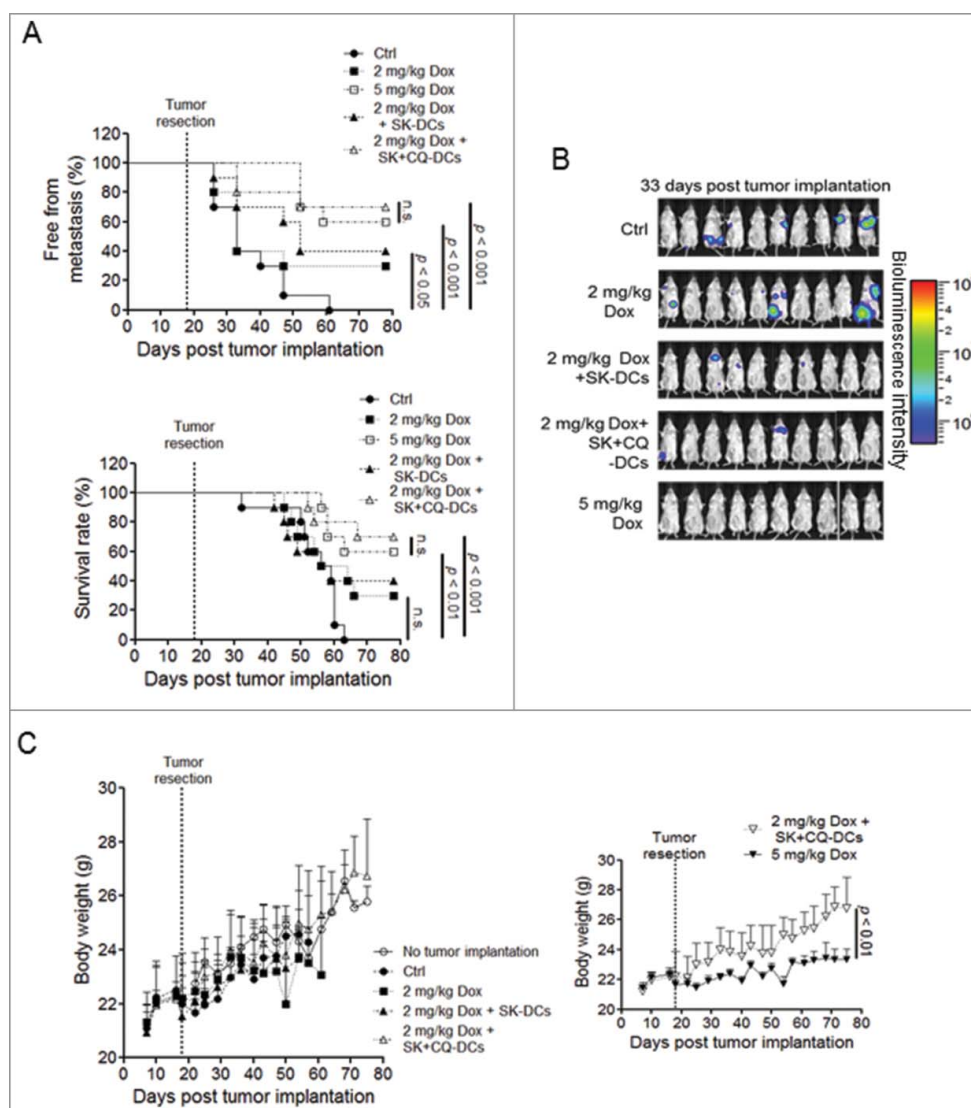 A
Ctrl
2 mg/kg Dox
5 mg/kg Dox
2 mg/kg Dox
+ SK-DCs
2 mg/kg Dox +
SK+CQ-DCs
Tumor
resection
Free from
metastasis (%)
120
100
80
60
40
20
0
n.s.
p < 0.05
p < 0.001
p < 0.001
0 10 20 30 40 50 60 70 80
Days post tumor implantation
Ctrl
2 mg/kg Dox
5 mg/kg Dox
2 mg/kg Dox +
SK-DCs
2 mg/kg Dox +
SK+CQ-DCs
Tumor
resection
Survival rate (%)
120
100
80
60
40
20
0
n.s.
n.s.
p < 0.01
p < 0.001
0 10 20 30 40 50 60 70 80
Days post tumor implantation
B
33 days post tumor implantation
Ctrl
2 mg/kg
Dox
2 mg/kg Dox
+SK-DCs
2 mg/kg Dox+
SK+CQ
-DCs
5 mg/kg
Dox
Bioluminescence intensity
4
2
4
2
C
Tumor
resection
Body weight (g)
30
28
26
24
22
20
0 10 20 30 40 50 60 70 80
Days post tumor implantation
No tumor implantation
Ctrl
2 mg/kg Dox
2 mg/kg Dox + SK-DCs
2 mg/kg Dox +
SK+CQ-DCs
2 mg/kg Dox +
SK+CQ-DCs
5 mg/kg Dox
Tumor
resection
Body weight (g)
30
28
26
24
22
20
p < 0.01
0 10 20 30 40 50 60 70 80
Days post tumor implantation